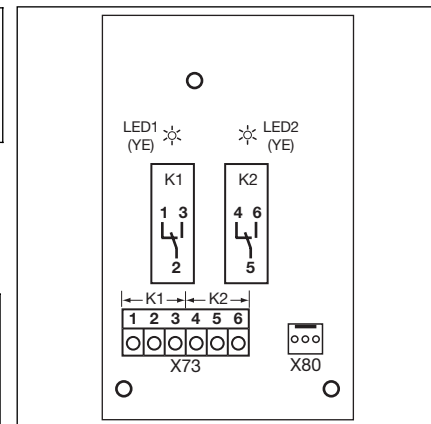 LED1 LED2
(YE) (YE)
K1 K2
1 3 4 6
2 5
K1 K2
1 2 3 4 5 6
X73 X80